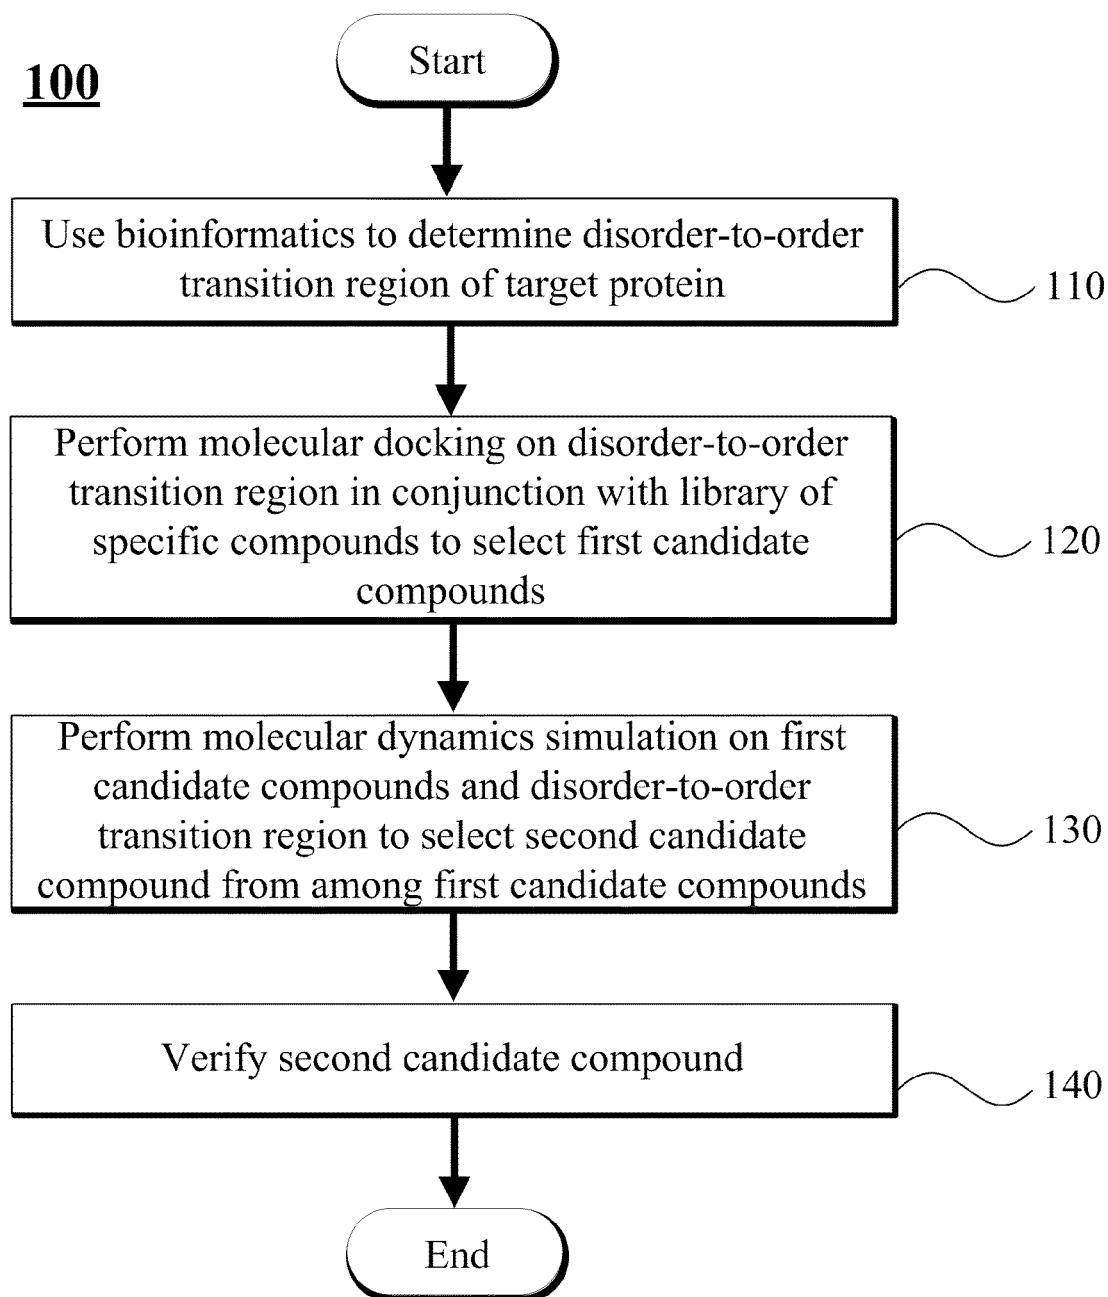 Start
100
Use bioinformatics to determine disorder-to-order
transition region of target protein
110
Perform molecular docking on disorder-to-order
transition region in conjunction with library of
specific compounds to select first candidate
compounds
120
Perform molecular dynamics simulation on first
candidate compounds and disorder-to-order
transition region to select second candidate
compound from among first candidate compounds
130
Verify second candidate compound
140
End